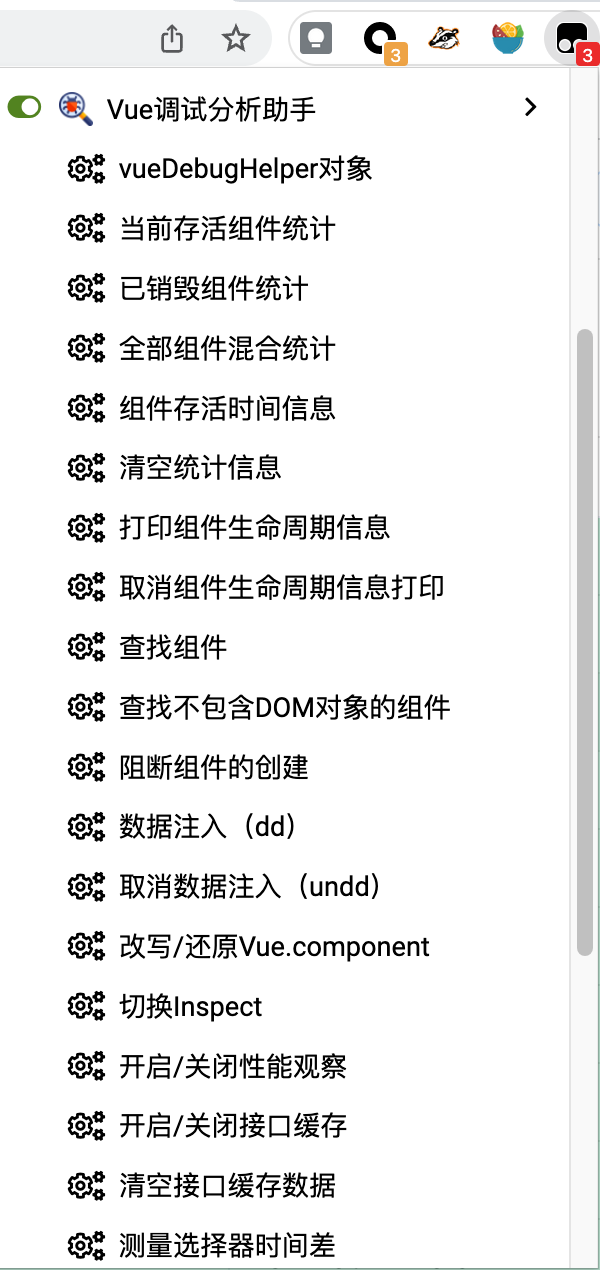 3
3
Vue调试分析助手
vueDebugHelper对象
当前存活组件统计
已销毁组件统计
全部组件混合统计
组件存活时间信息
清空统计信息
打印组件生命周期信息
取消组件生命周期信息打印
查找组件
查找不包含DOM对象的组件
阻断组件的创建
数据注入（dd）
取消数据注入（undd）
改写/还原Vue.component
切换Inspect
开启/关闭性能观察
开启/关闭接口缓存
清空接口缓存数据
测量选择器时间差